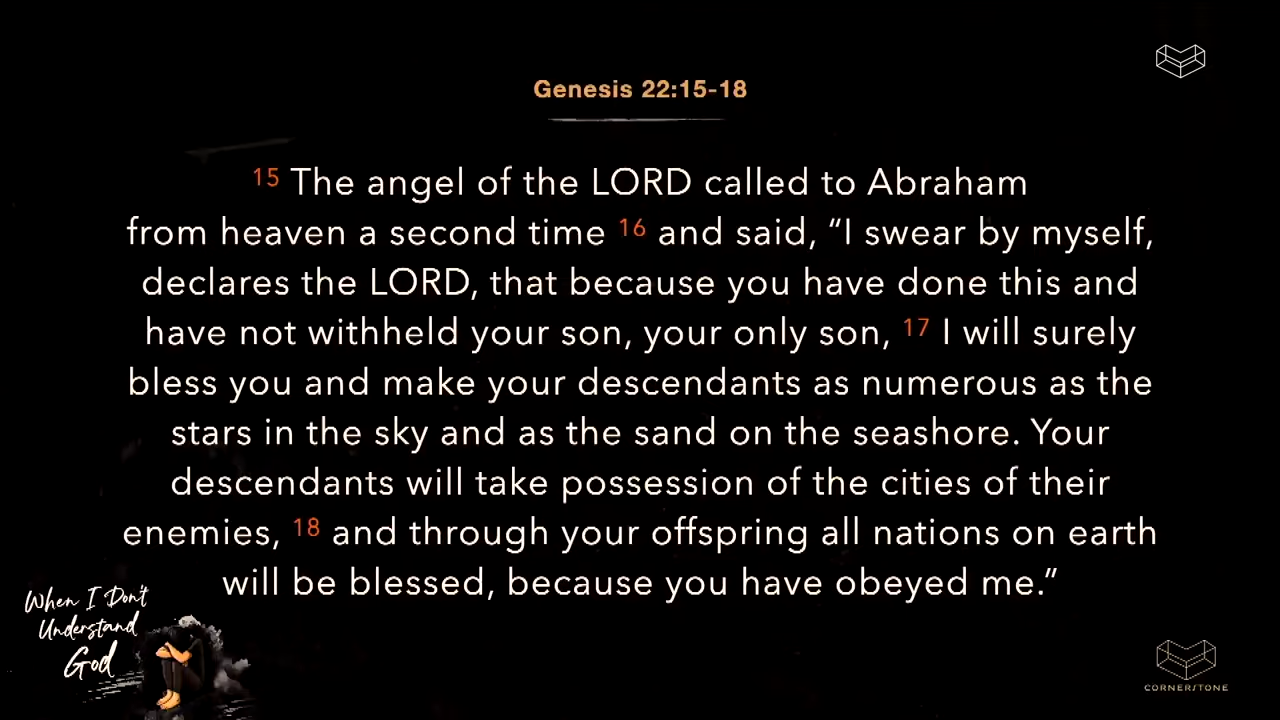 Genesis 22:15-18
15 The angel of the LORD called to Abraham
from heaven a second time 16 and said, “I swear by myself,
declares the LORD, that because you have done this and
have not withheld your son, your only son, 17 I will surely
bless you and make your descendants as numerous as the
stars in the sky and as the sand on the seashore. Your
descendants will take possession of the cities of their
enemies, 18 and through your offspring all nations on earth
will be blessed, because you have obeyed me.”
When I Don't
Understand
God
CORNERSTONE